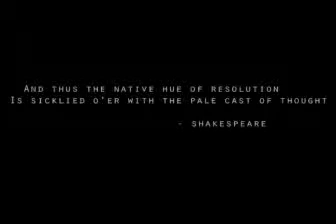 And thus the native hue of resolution
Is sicklied o'er with the pale cast of thought
- Shakespeare